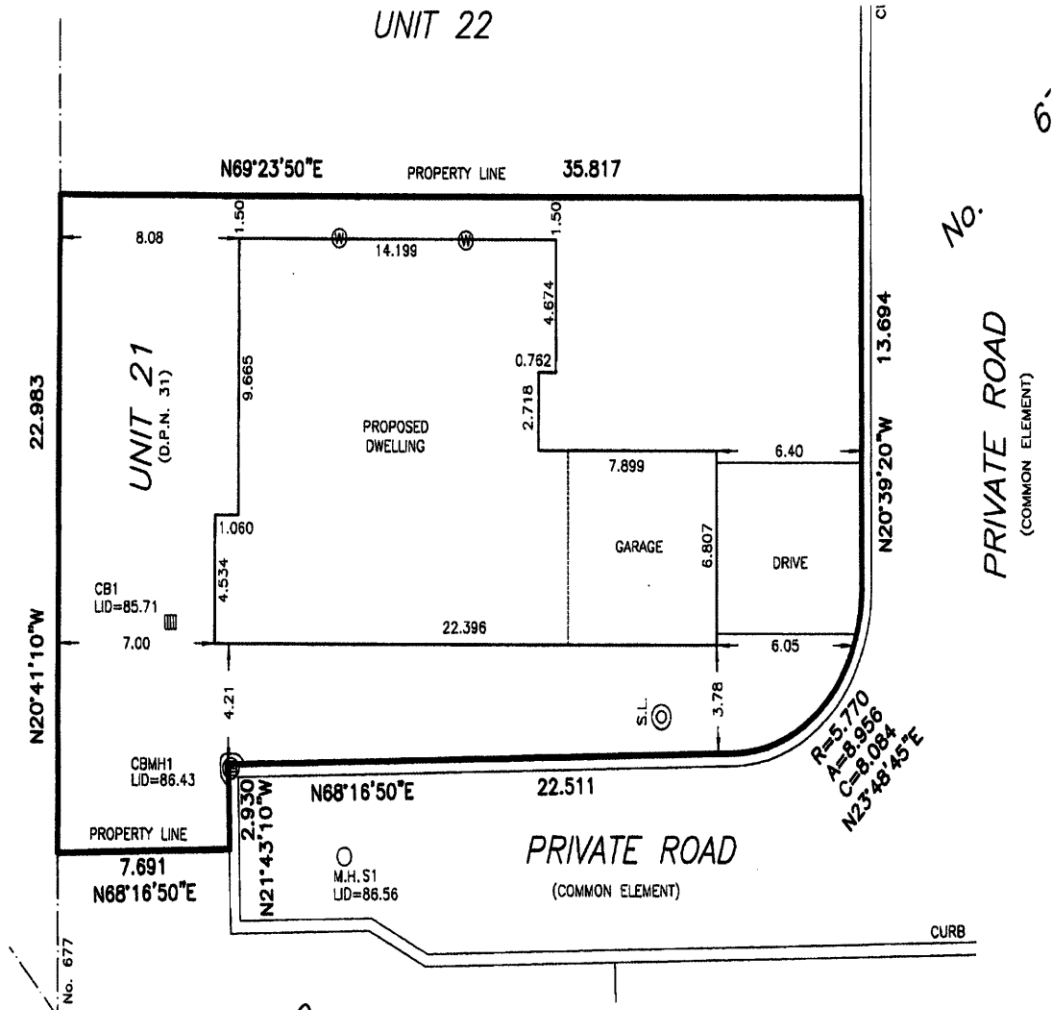 UNIT 22
No.
N69°23'50"E PROPERTY LINE 35.817
1.50
1.50
8.08
14.199
W
W
4.674
0.762
2.718
9.665
UNIT 21
(D.P.N. 31)
PROPOSED
DWELLING
22.983
N20°41'10"W
13.694
N20°39'20"W
PRIVATE ROAD
(COMMON ELEMENT)
7.899
6.40
GARAGE
6.807
DRIVE
1.060
4.534
CB1
LID=85.71
7.00
22.396
6.05
4.21
S.L.
3.78
R=5.770
A=8.956
C=8.084
N23°48'45"E
CBMH1
LID=86.43
N68°16'50"E 22.511
2.930
N21°43'10"W
PROPERTY LINE
7.691
N68°16'50"E
M.H. S1
LID=86.56
PRIVATE ROAD
(COMMON ELEMENT)
CURB
No. 677